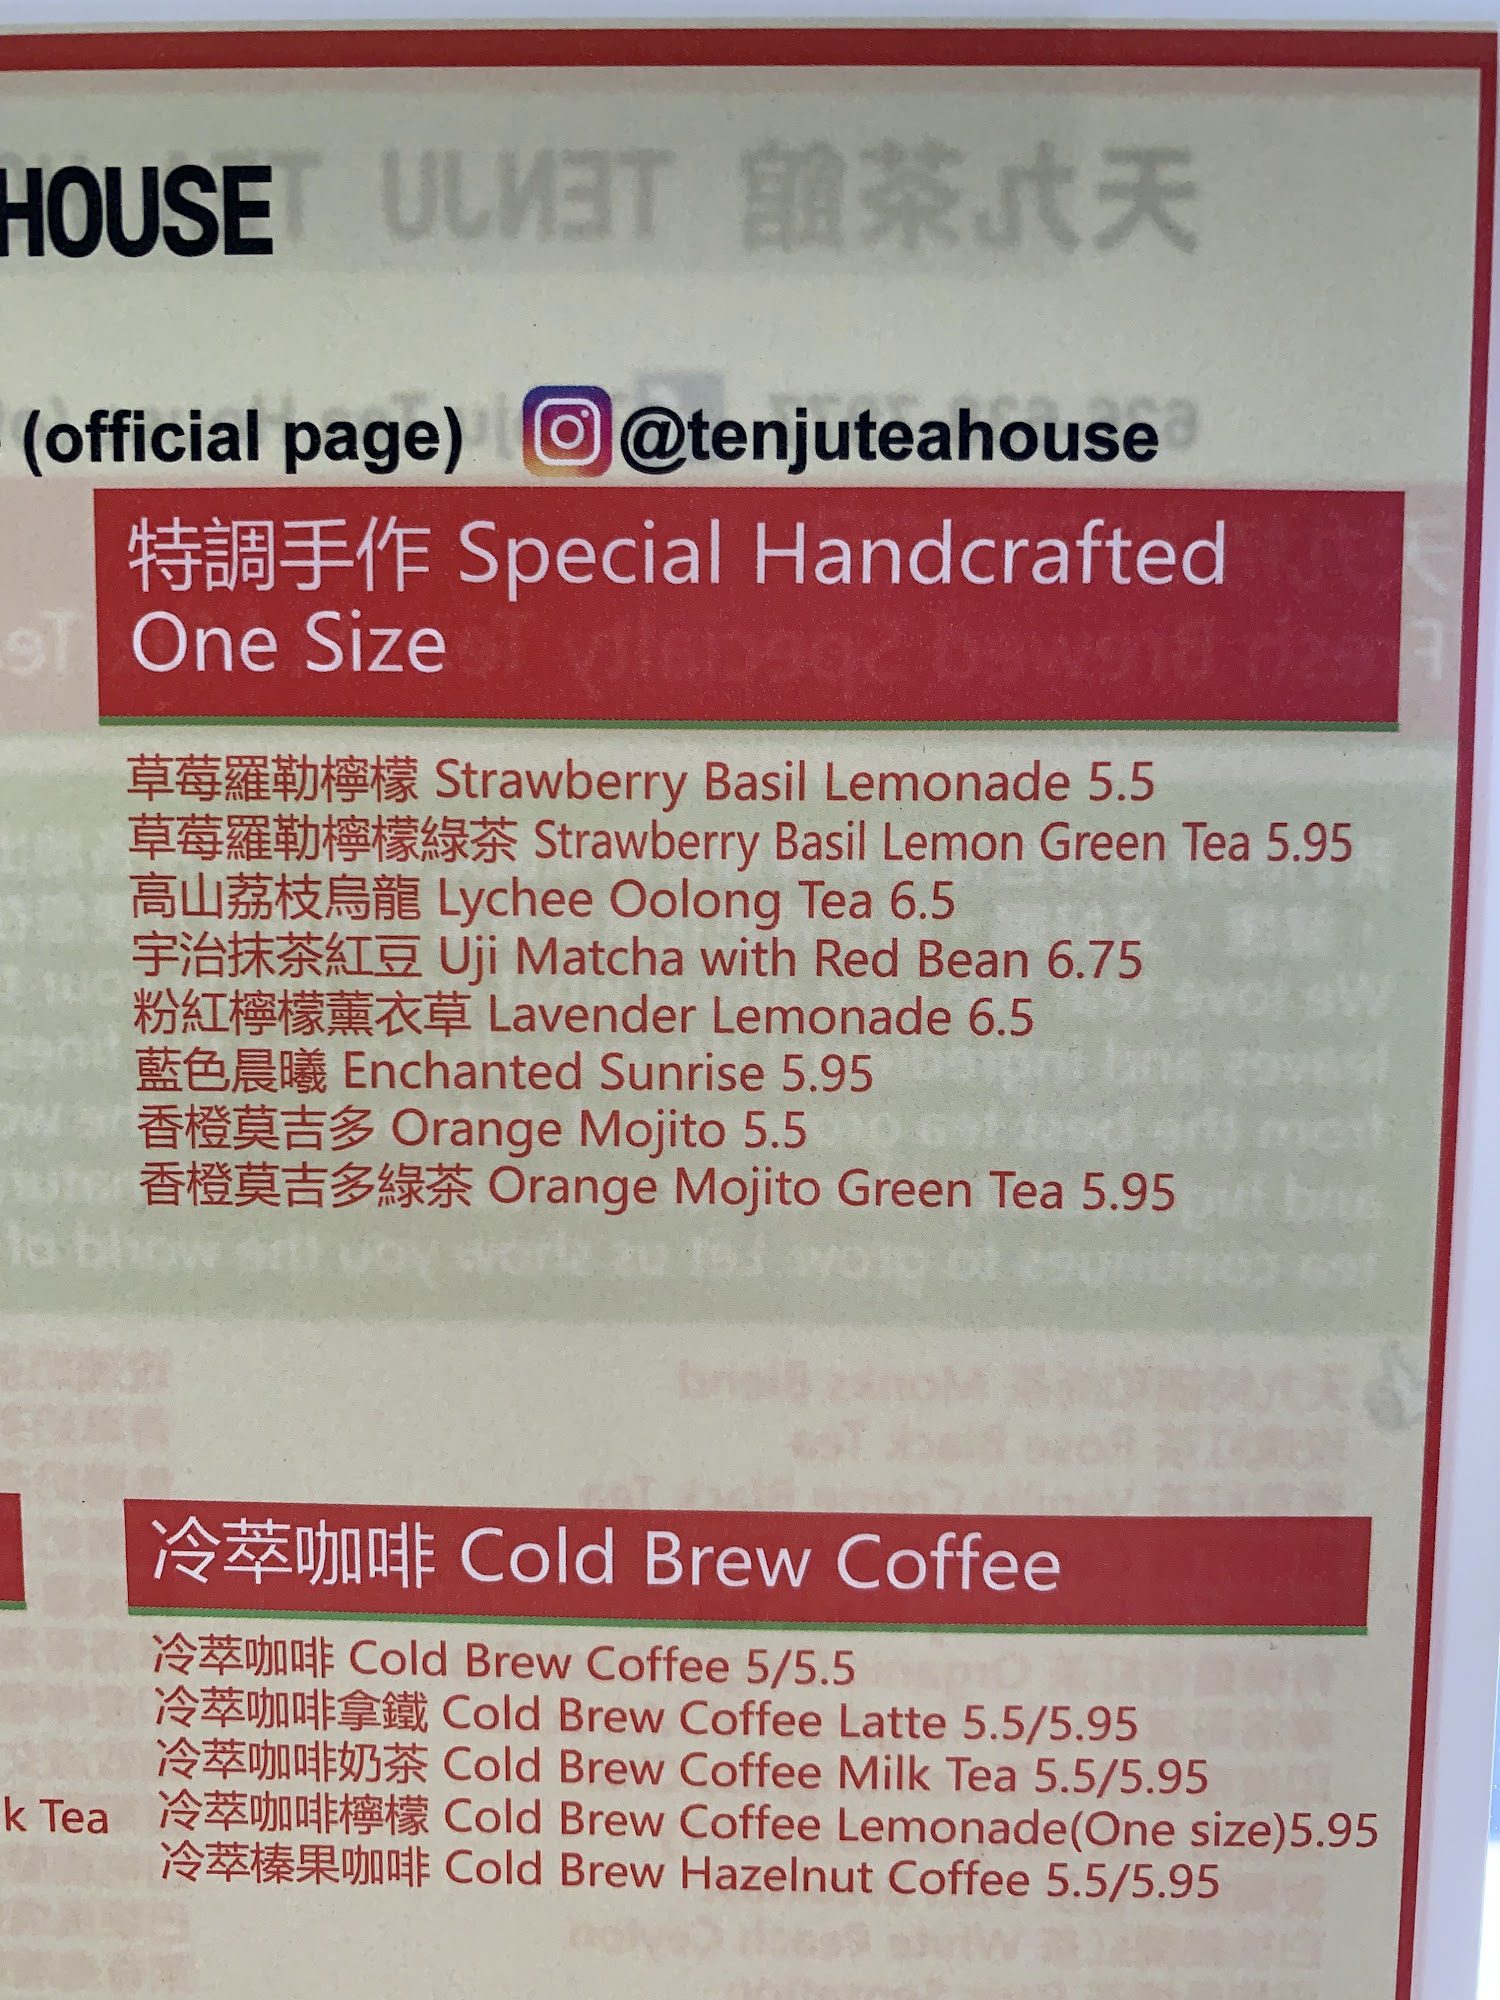 HOUSE
(official page) @tenjuteahouse
特調手作 Special Handcrafted
One Size
草莓羅勒檸檬 Strawberry Basil Lemonade 5.5
草莓羅勒檸檬綠茶 Strawberry Basil Lemon Green Tea 5.95
高山荔枝烏龍 Lychee Oolong Tea 6.5
宇治抹茶紅豆 Uji Matcha with Red Bean 6.75
粉紅檸檬薰衣草 Lavender Lemonade 6.5
藍色晨曦 Enchanted Sunrise 5.95
香橙莫吉多 Orange Mojito 5.5
香橙莫吉多綠茶 Orange Mojito Green Tea 5.95
冷萃咖啡 Cold Brew Coffee
冷萃咖啡 Cold Brew Coffee 5/5.5
冷萃咖啡拿鐵 Cold Brew Coffee Latte 5.5/5.95
冷萃咖啡奶茶 Cold Brew Coffee Milk Tea 5.5/5.95
k Tea
冷萃咖啡檸檬 Cold Brew Coffee Lemonade(One size)5.95
冷萃榛果咖啡 Cold Brew Hazelnut Coffee 5.5/5.95